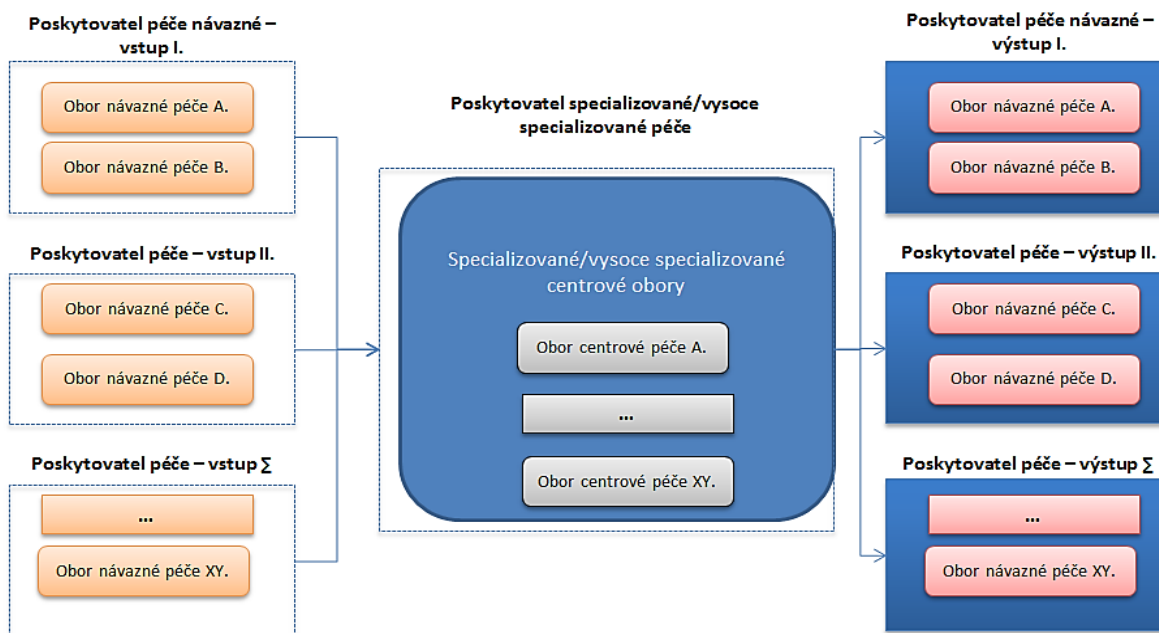 Poskytovatel péče návazné –
vstup I.
Obor návazné péče A.
Obor návazné péče B.
Poskytovatel péče – vstup II.
Obor návazné péče C.
Obor návazné péče D.
Poskytovatel péče – vstup ∑
...
Obor návazné péče XY.
Poskytovatel specializované/vysoce
specializované péče
Specializované/vysoce specializované
centrové obory
Obor centrové péče A.
...
Obor centrové péče XY.
Poskytovatel péče návazné –
výstup I.
Obor návazné péče A.
Obor návazné péče B.
Poskytovatel péče – výstup II.
Obor návazné péče C.
Obor návazné péče D.
Poskytovatel péče – výstup ∑
...
Obor návazné péče XY.